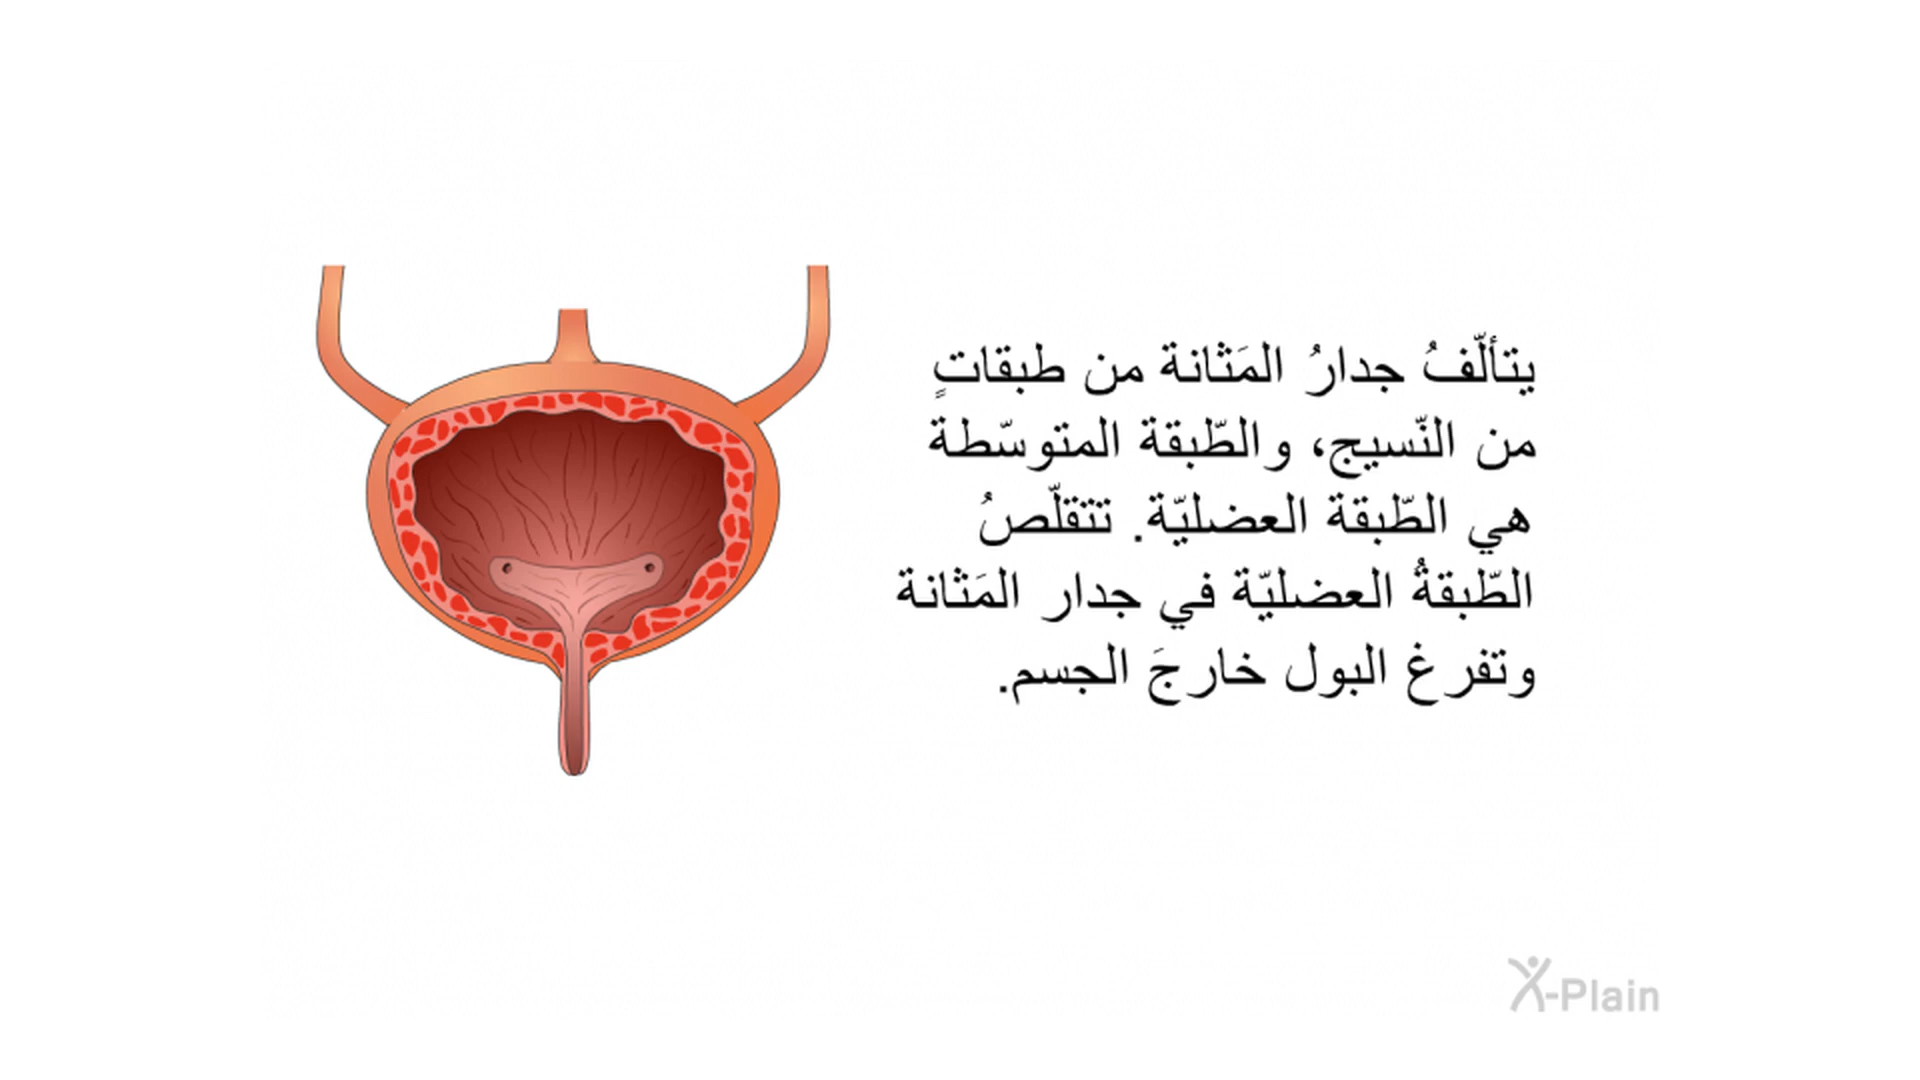 يتألّفُ جدارُ المَثانة من طبقاتٍ
من النّسيج، والطّبقة المتوسّطة
هي الطّبقة العضليّة. تتقلّصُ
الطّبقةُ العضليّة في جدار المَثانة
وتفرغ البول خارجَ الجسم.
X-Plain